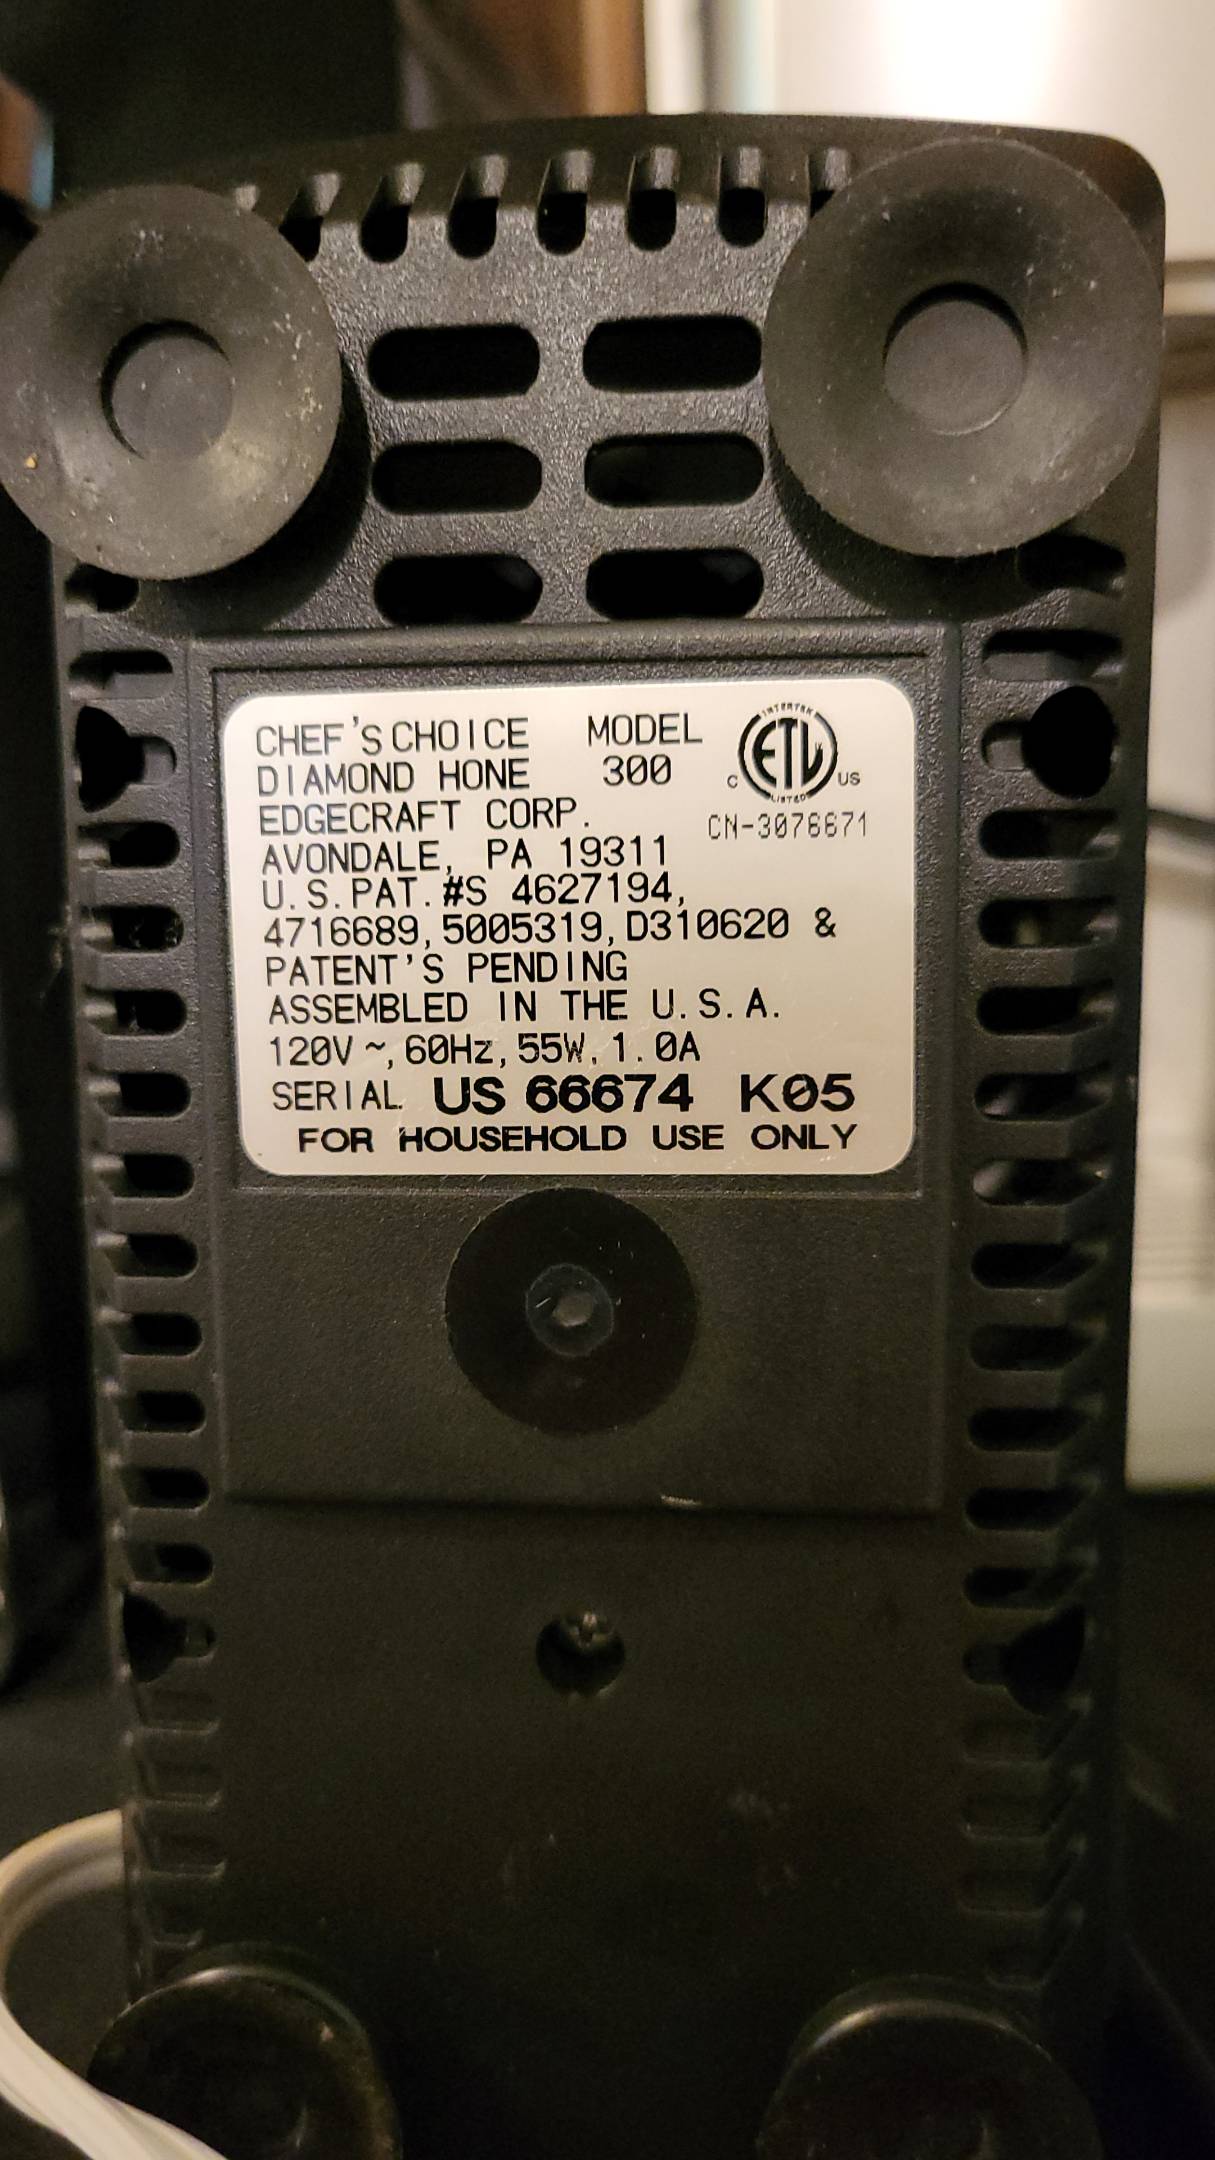 CHEF'S CHOICE MODEL
DIAMOND HONE 300
INTERTEK
ETL
LISTED
C US
EDGECRAFT CORP.
CN-3076671
AVONDALE, PA 19311
U.S. PAT. #S 4627194,
4716689, 5005319, D310620 &
PATENT'S PENDING
ASSEMBLED IN THE U.S.A.
120V ~, 60Hz, 55W, 1.0A
SERIAL US 66674 K05
FOR HOUSEHOLD USE ONLY